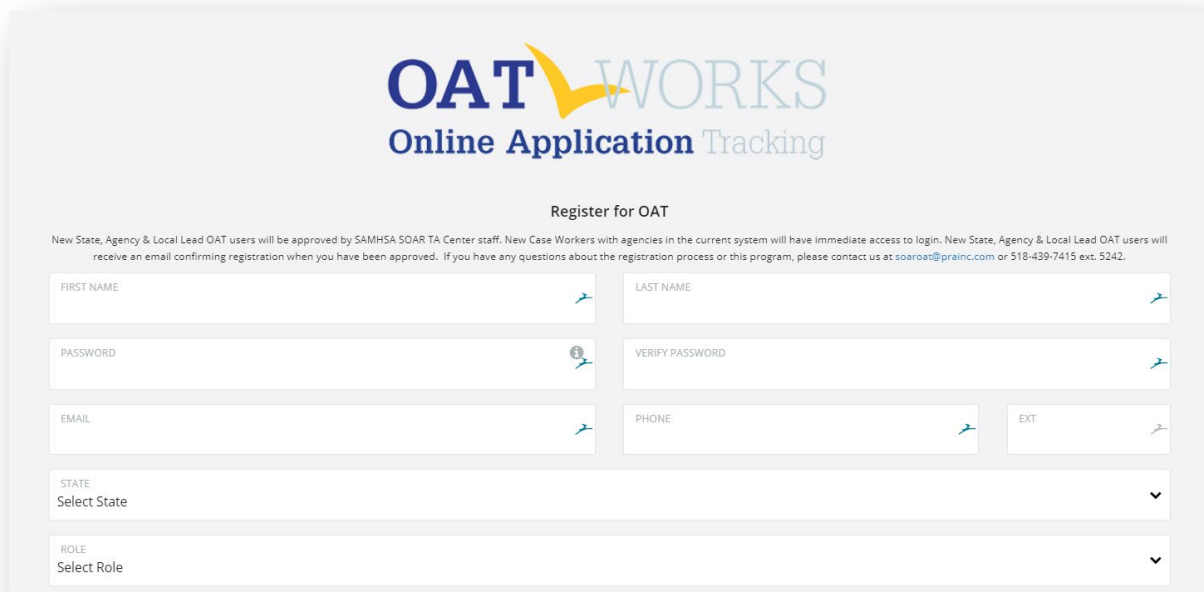 OAT WORKS
Online Application Tracking
Register for OAT
New State, Agency & Local Lead OAT users will be approved by SAMHSA SOAR TA Center staff. New Case Workers with agencies in the current system will have immediate access to login. New State, Agency & Local Lead OAT users will
receive an email confirming registration when you have been approved. If you have any questions about the registration process or this program, please contact us at soaroat@prainc.com or 518-439-7415 ext. 5242.
FIRST NAME
LAST NAME
PASSWORD
VERIFY PASSWORD
EMAIL
PHONE
EXT
STATE
Select State
ROLE
Select Role